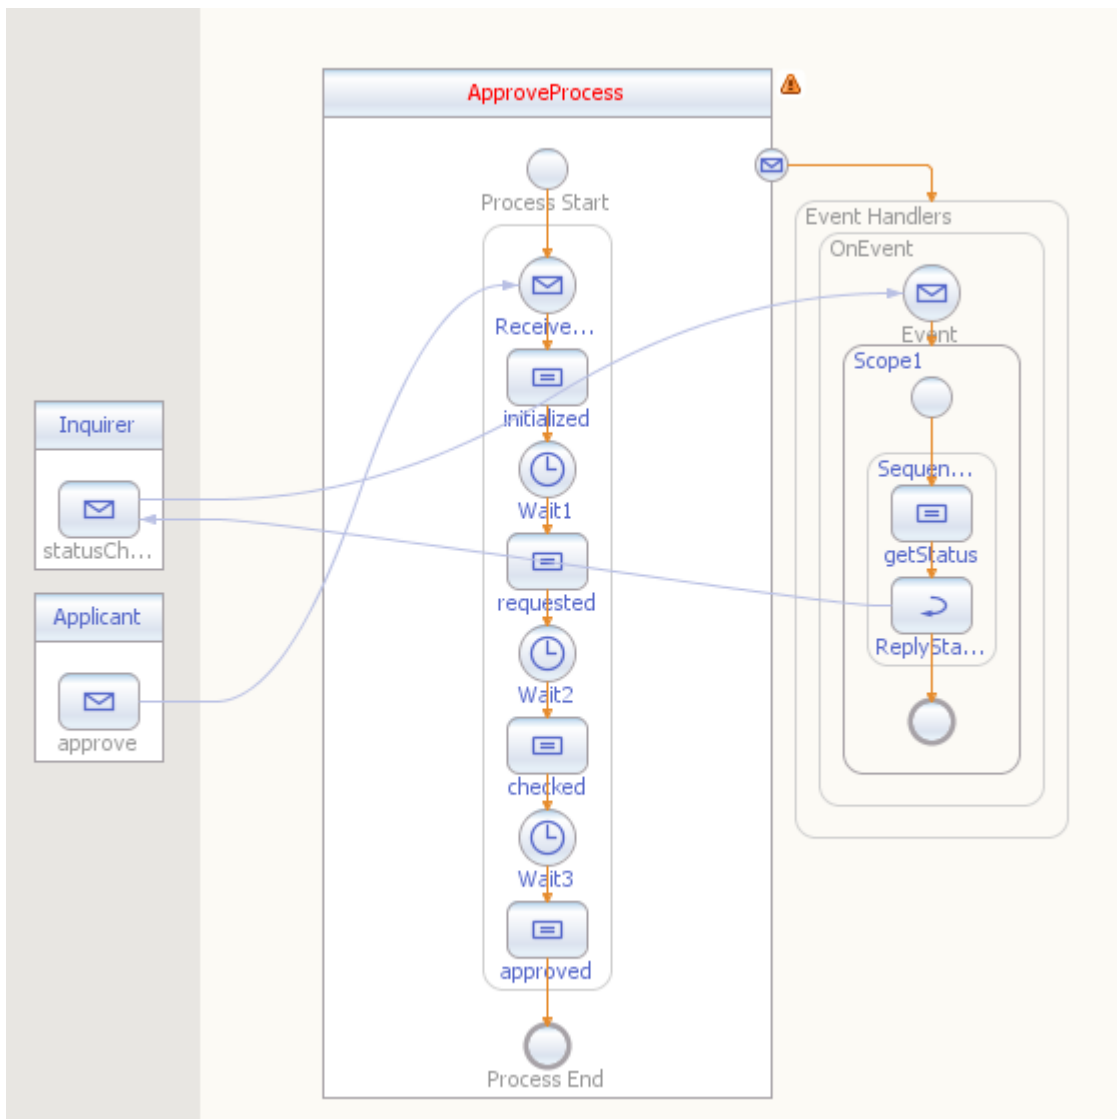 ApproveProcess
Process Start
Receive...
initialized
Wait1
requested
Wait2
checked
Wait3
approved
Process End
Inquirer
statusCh...
Applicant
approve
Event Handlers
OnEvent
Event
Scope1
Sequen...
getStatus
ReplySta...